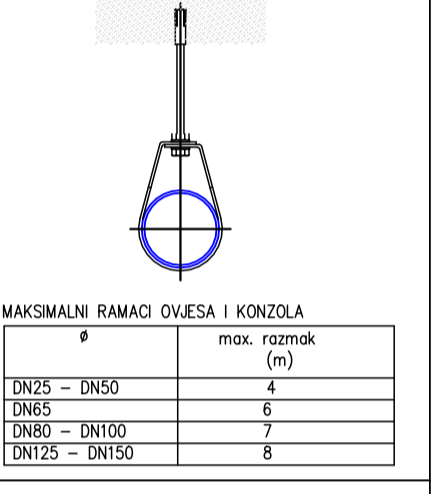 MAKSIMALNI RAMACI OVJESA I KONZOLA
ø max. razmak
(m)
DN25 – DN50 4
DN65 6
DN80 – DN100 7
DN125 – DN150 8